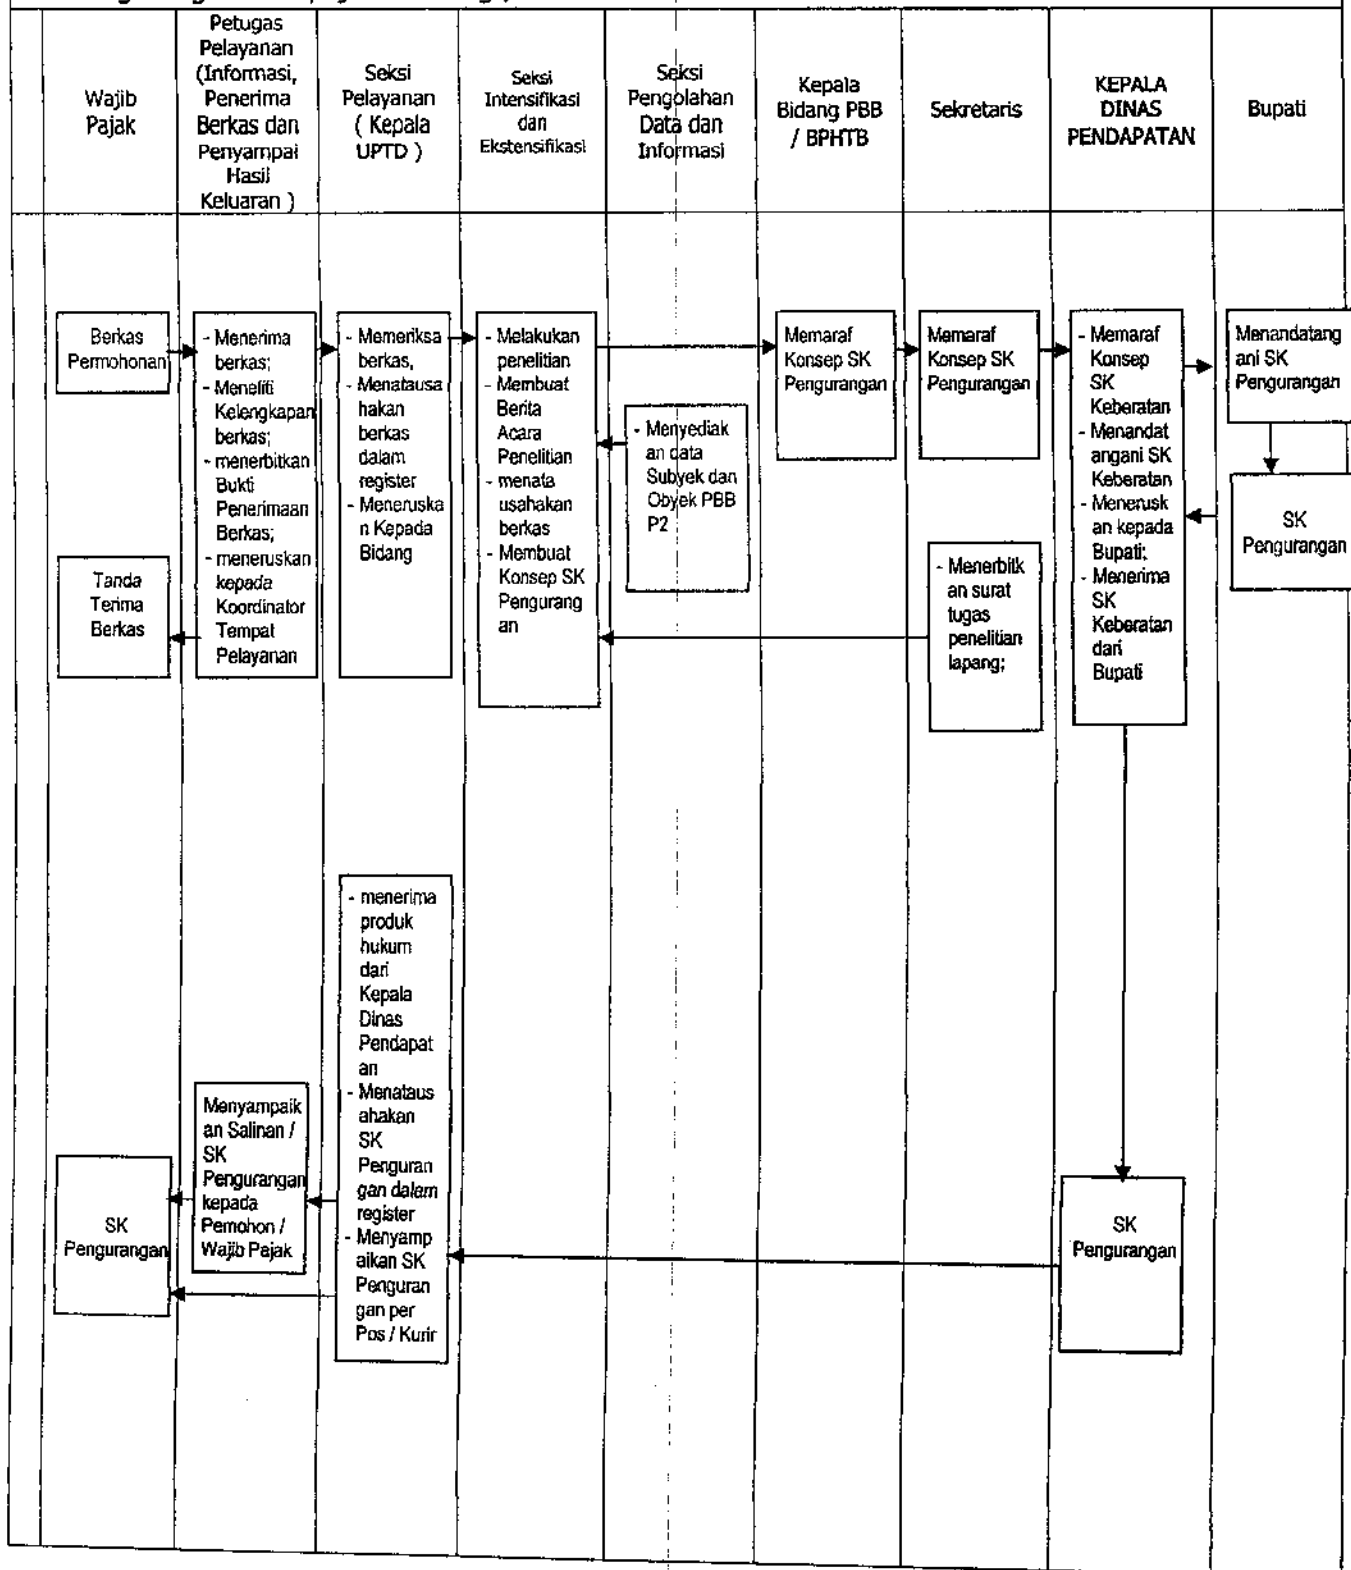 Wajib
Pajak
Petugas
Pelayanan
(Informasi,
Penerima
Berkas dan
Penyampai
Hasil
Keluaran )
Seksi
Pelayanan
( Kepala
UPTD )
Seksi
Intensifikasi
dan
Ekstensifikasi
Seksi
Pengolahan
Data dan
Informasi
Kepala
Bidang PBB
/ BPHTB
Sekretaris
KEPALA
DINAS
PENDAPATAN
Bupati
Berkas
Permohonan
- Menerima
berkas;
- Meneliti
Kelengkapan
berkas;
- menerbitkan
Bukti
Penerimaan
Berkas;
- meneruskan
kepada
Koordinator
Tempat
Pelayanan
- Memeriksa
berkas,
- Menatausa
hakan
berkas
dalam
register
- Meneruska
n Kepada
Bidang
- Melakukan
penelitian
- Membuat
Berita
Acara
Penelitian
- menata
usahakan
berkas
- Membuat
Konsep SK
Pengurang
an
- Menyediak
an data
Subyek dan
Obyek PBB
P2
Memaraf
Konsep SK
Pengurangan
Memaraf
Konsep SK
Pengurangan
- Memaraf
Konsep
SK
Keberatan
- Menandat
angani SK
Keberatan
- Menerusk
an kepada
Bupati;
- Menerima
SK
Keberatan
dari
Bupati
Menandatang
ani SK
Pengurangan
SK
Pengurangan
Tanda
Terima
Berkas
- Menerbitk
an surat
tugas
penelitian
lapang;
- menerima
produk
hukum
dari
Kepala
Dinas
Pendapat
an
- Menataus
ahakan
SK
Penguran
gan dalam
register
- Menyamp
aikan SK
Penguran
gan per
Pos / Kurir
Menyampaik
an Salinan /
SK
Pengurangan
kepada
Pemohon /
Wajib Pajak
SK
Pengurangan
SK
Pengurangan